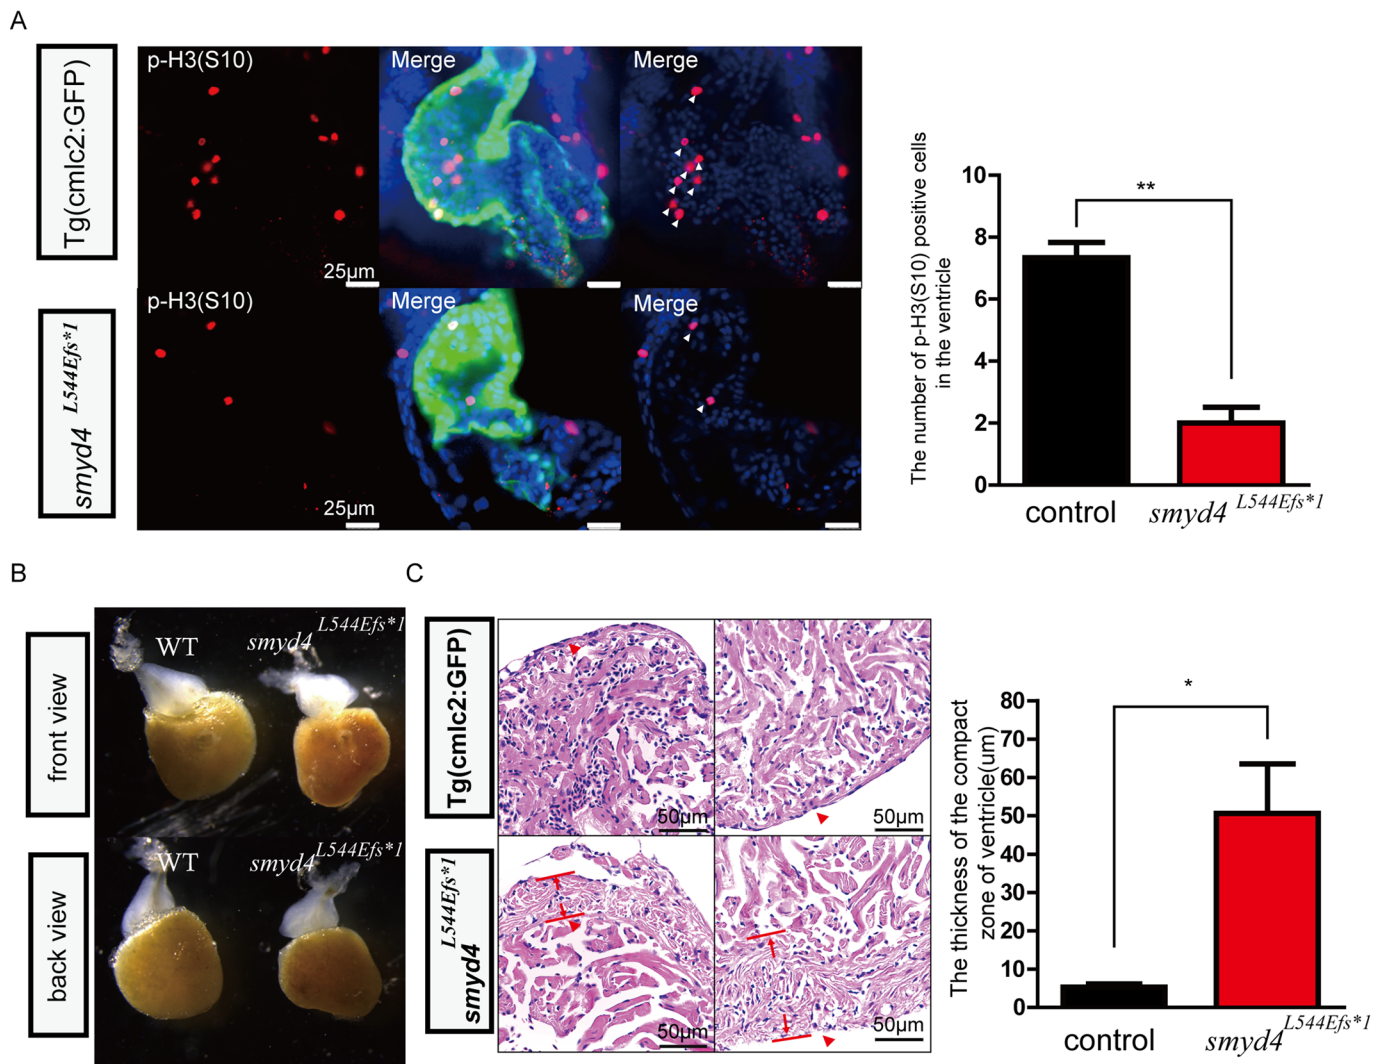 A
Tg(cmlc2:GFP)
p-H3(S10)
Merge
Merge
25μm
smyd4 L544Efs*1
p-H3(S10)
Merge
Merge
25μm
The number of p-H3(S10) positive cells
in the ventricle
10
8
6
4
2
0
**
control
smyd4 L544Efs*1
B
front view
WT
smyd4 L544Efs*1
back view
WT
smyd4 L544Efs*1
C
Tg(cmlc2:GFP)
50μm
50μm
smyd4 L544Efs*1
50μm
50μm
The thickness of the compact
zone of ventricle(um)
80
70
60
50
40
30
20
10
0
*
control
smyd4 L544Efs*1